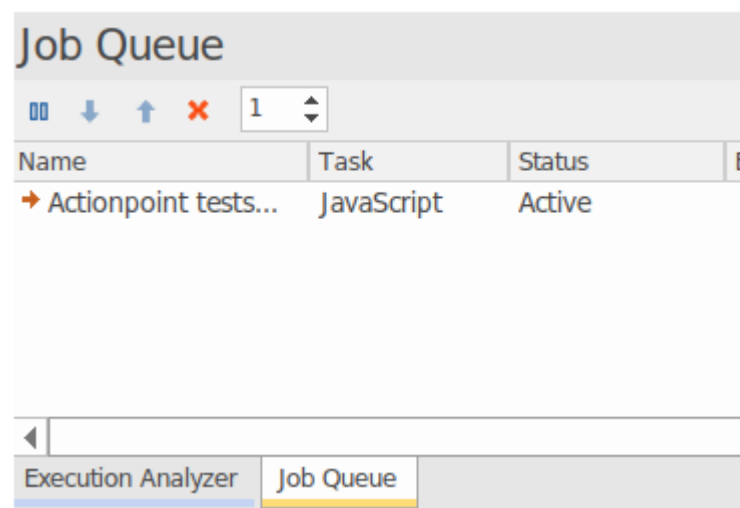 Job Queue
1
Name Task Status
Actionpoint tests... JavaScript Active
Execution Analyzer Job Queue